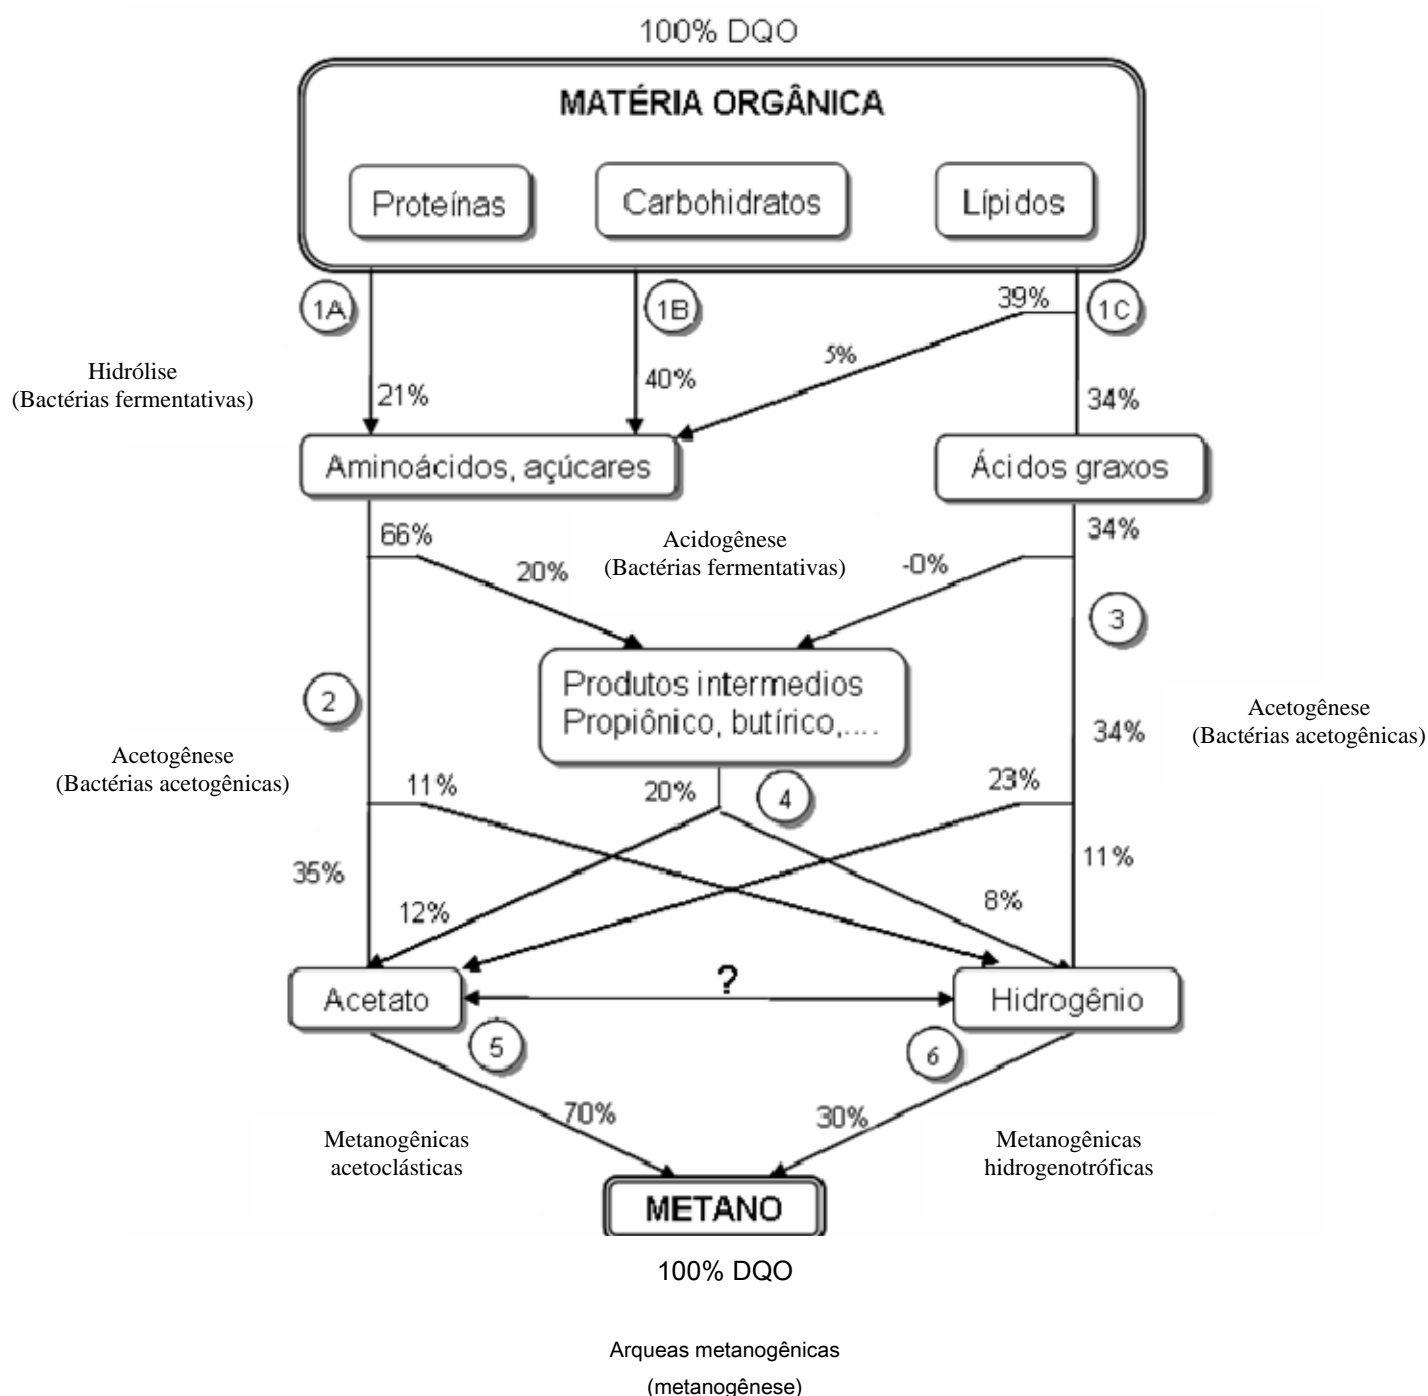 100% DQO
MATÉRIA ORGÂNICA
Proteínas
Carbohidratos
Lípidos
1A
1B
39%
1C
Hidrólise
(Bactérias fermentativas)
21%
40%
5%
34%
Aminoácidos, açúcares
Ácidos graxos
66%
20%
Acidogênese
(Bactérias fermentativas)
-0%
34%
3
Produtos intermedios
Propiônico, butírico,....
2
Acetogênese
(Bactérias acetogênicas)
34%
Acetogênese
(Bactérias acetogênicas)
11%
20%
4
23%
35%
12%
8%
11%
Acetato
?
Hidrogênio
5
6
70%
30%
Metanogênicas
acetoclásticas
Metanogênicas
hidrogenotróficas
METANO
100% DQO
Arqueas metanogênicas
(metanogênese)